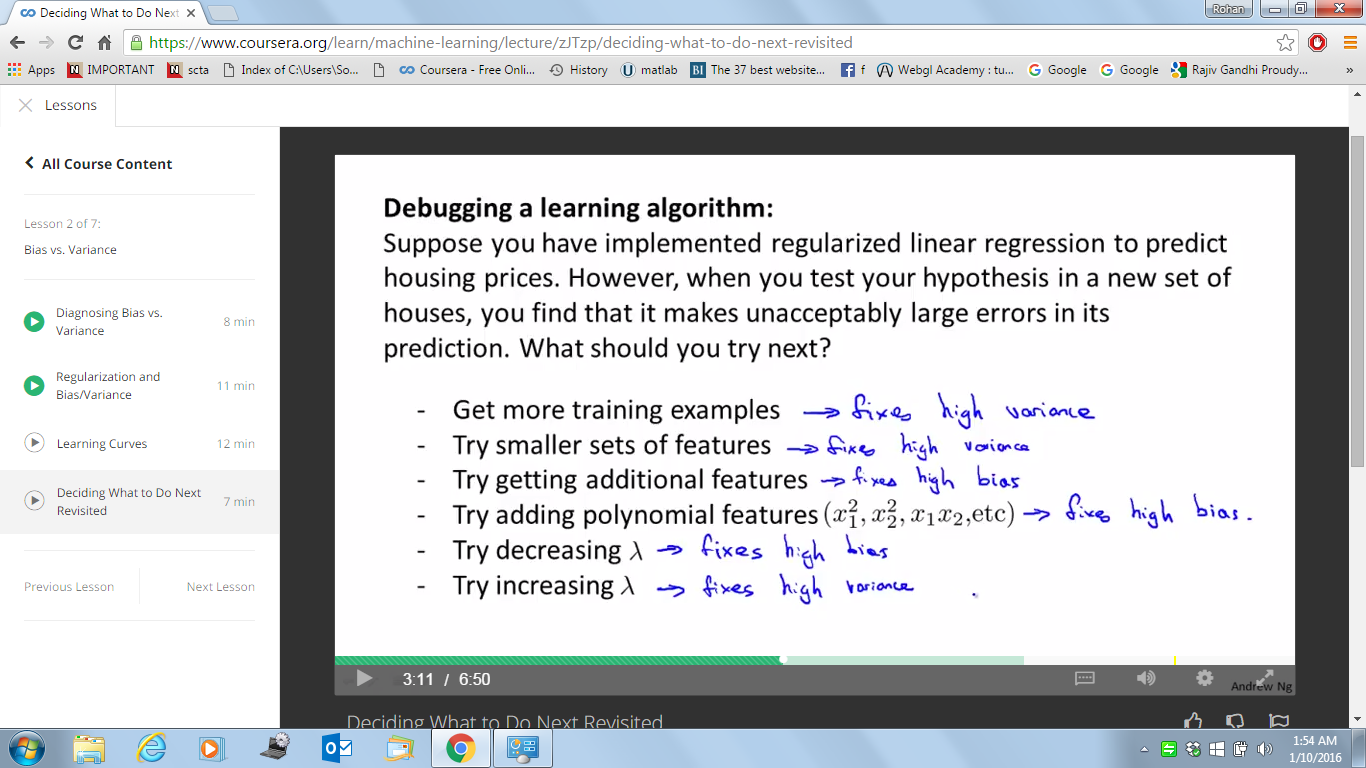 Deciding What to Do Next
Rohan
https://www.coursera.org/learn/machine-learning/lecture/zJTzp/deciding-what-to-do-next-revisited
Apps IMPORTANT scta Index of C:\Users\So... Coursera - Free Onli... History matlab The 37 best website... f Webgl Academy : tu... Google Google Rajiv Gandhi Proudy... »
Lessons
All Course Content
Lesson 2 of 7:
Bias vs. Variance
Diagnosing Bias vs.
Variance
8 min
Regularization and
Bias/Variance
11 min
Learning Curves 12 min
Deciding What to Do Next
Revisited
7 min
Previous Lesson Next Lesson
Debugging a learning algorithm:
Suppose you have implemented regularized linear regression to predict
housing prices. However, when you test your hypothesis in a new set of
houses, you find that it makes unacceptably large errors in its
prediction. What should you try next?
- Get more training examples → fixes high variance
- Try smaller sets of features → fixes high variance
- Try getting additional features → fixes high bias
- Try adding polynomial features (x₁², x₂², x₁x₂,etc) → fixes high bias.
- Try decreasing λ → fixes high bias
- Try increasing λ → fixes high variance
3:11 / 6:50
Andrew Ng
Deciding What to Do Next Revisited
1:54 AM
1/10/2016